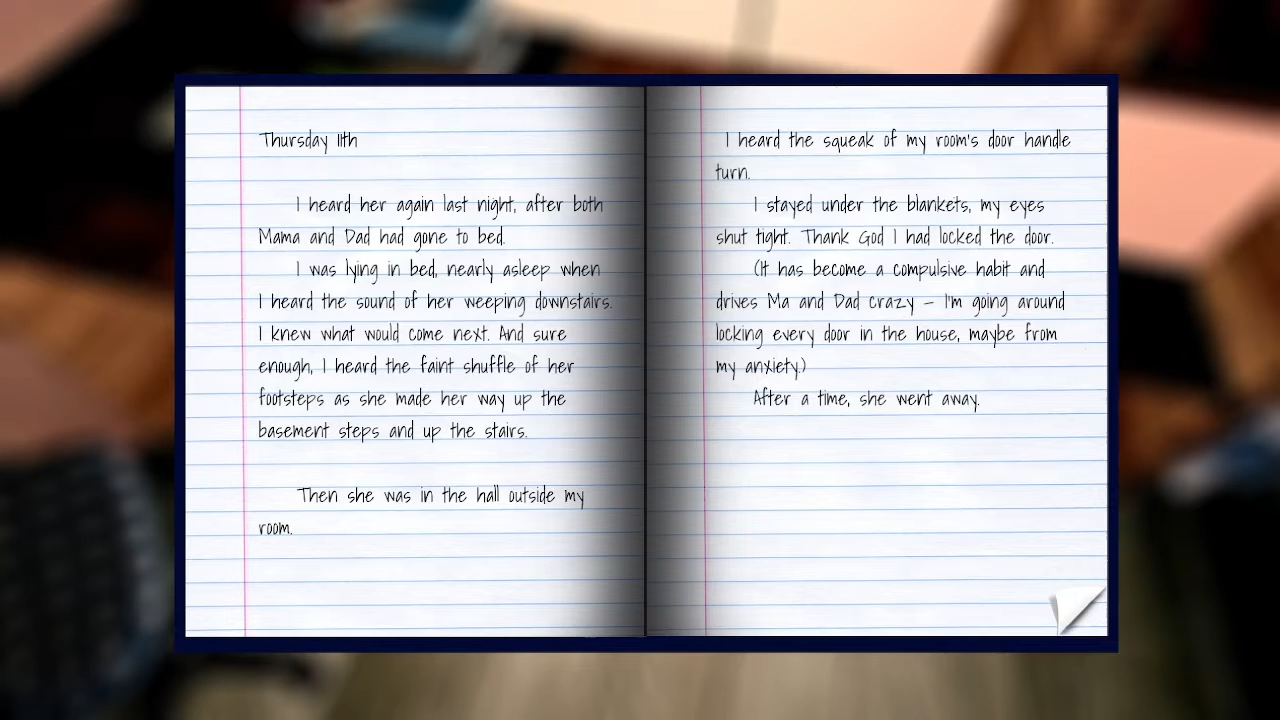 Thursday 11th
I heard her again last night, after both
Mama and Dad had gone to bed.
I was lying in bed, nearly asleep when
I heard the sound of her weeping downstairs.
I knew what would come next. And sure
enough, I heard the faint shuffle of her
footsteps as she made her way up the
basement steps and up the stairs.
Then she was in the hall outside my
room.
I heard the squeak of my room's door handle
turn.
I stayed under the blankets, my eyes
shut tight. Thank God I had locked the door.
(It has become a compulsive habit and
drives Ma and Dad crazy – I'm going around
locking every door in the house, maybe from
my anxiety.)
After a time, she went away.